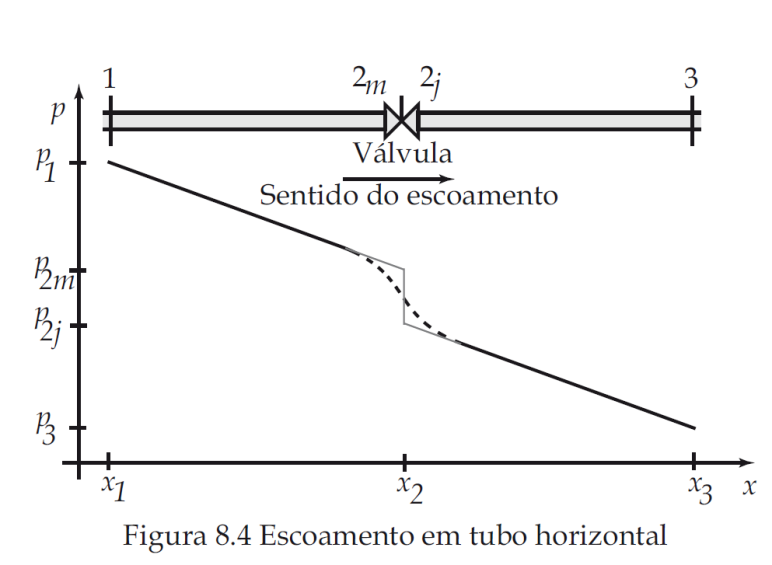 1 2m 2j 3
p
Válvula
p1
Sentido do escoamento
p2m
p2j
p3
x1 x2 x3 x
Figura 8.4 Escoamento em tubo horizontal